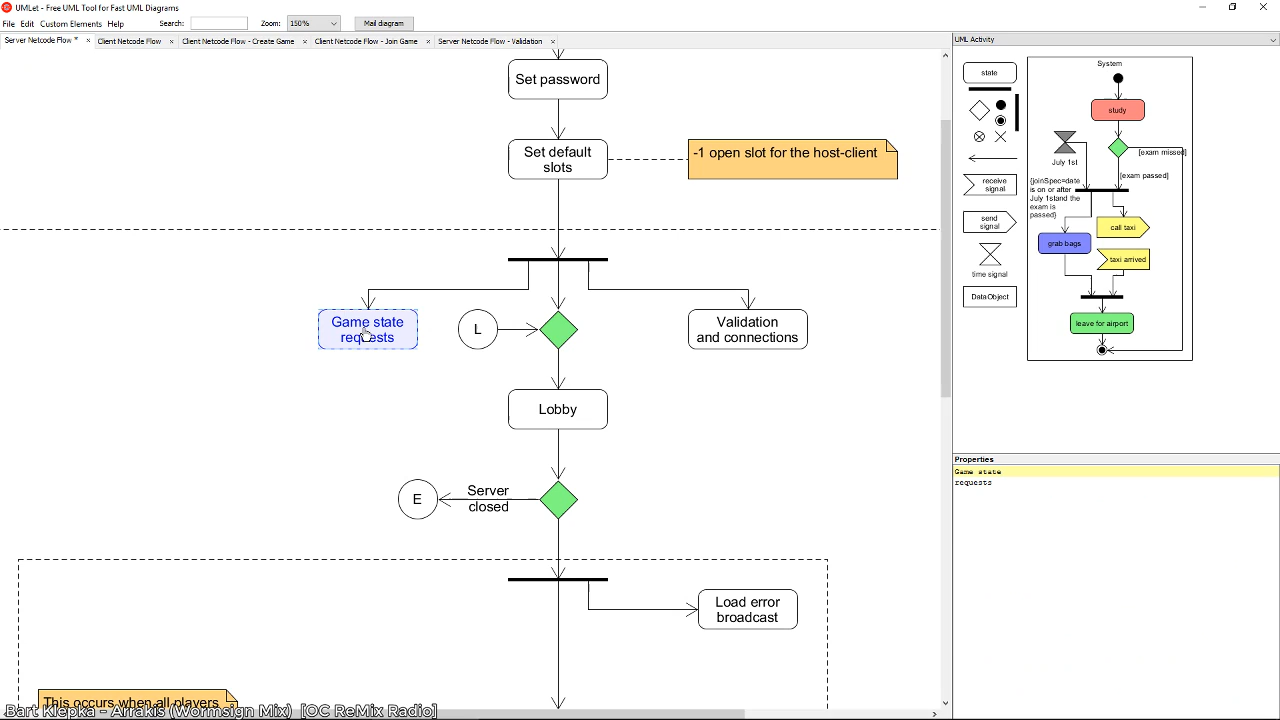 UMLet - Free UML Tool for Fast UML Diagrams
File Edit Custom Elements Help Search: Zoom: 150% Mail diagram
Server Netcode Flow * Client Netcode Flow Client Netcode Flow - Create Game Client Netcode Flow - Join Game Server Netcode Flow - Validation
Set password
Set default
slots
-1 open slot for the host-client
Game state
requests
L
Validation
and connections
Lobby
E
Server
closed
Load error
broadcast
This occurs when all players
Bart Klepka - Arrakis (Wormsign Mix) [OC ReMix Radio]
UML Activity
state
receive
signal
send
signal
time signal
DataObject
System
study
July 1st
[exam missed]
[exam passed]
{joinSpec=date
is on or after
July 1stand the
exam is
passed}
call taxi
grab bags
taxi arrived
leave for airport
Properties
Game state
requests